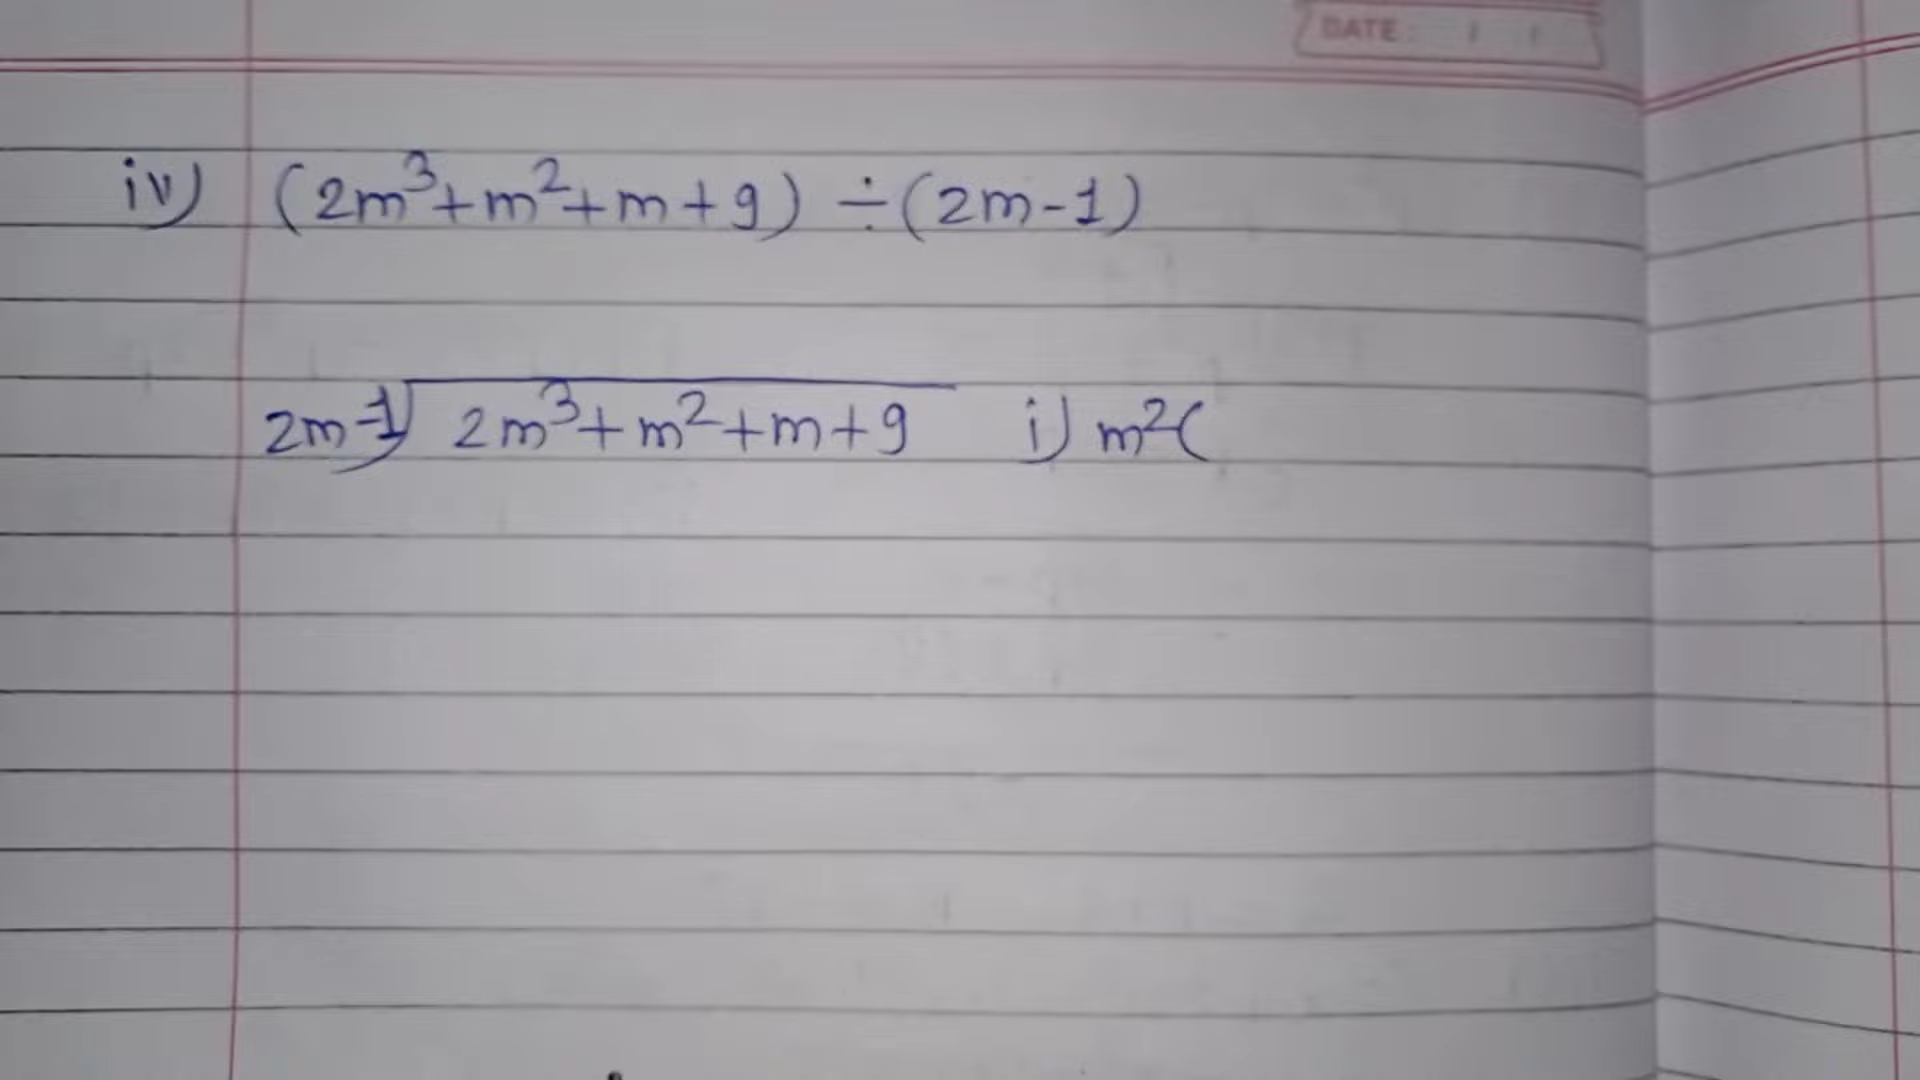 DATE : / /
iv) (2m³+m²+m+9) ÷ (2m-1)
2m-1) 2m³+m²+m+9 i) m²(